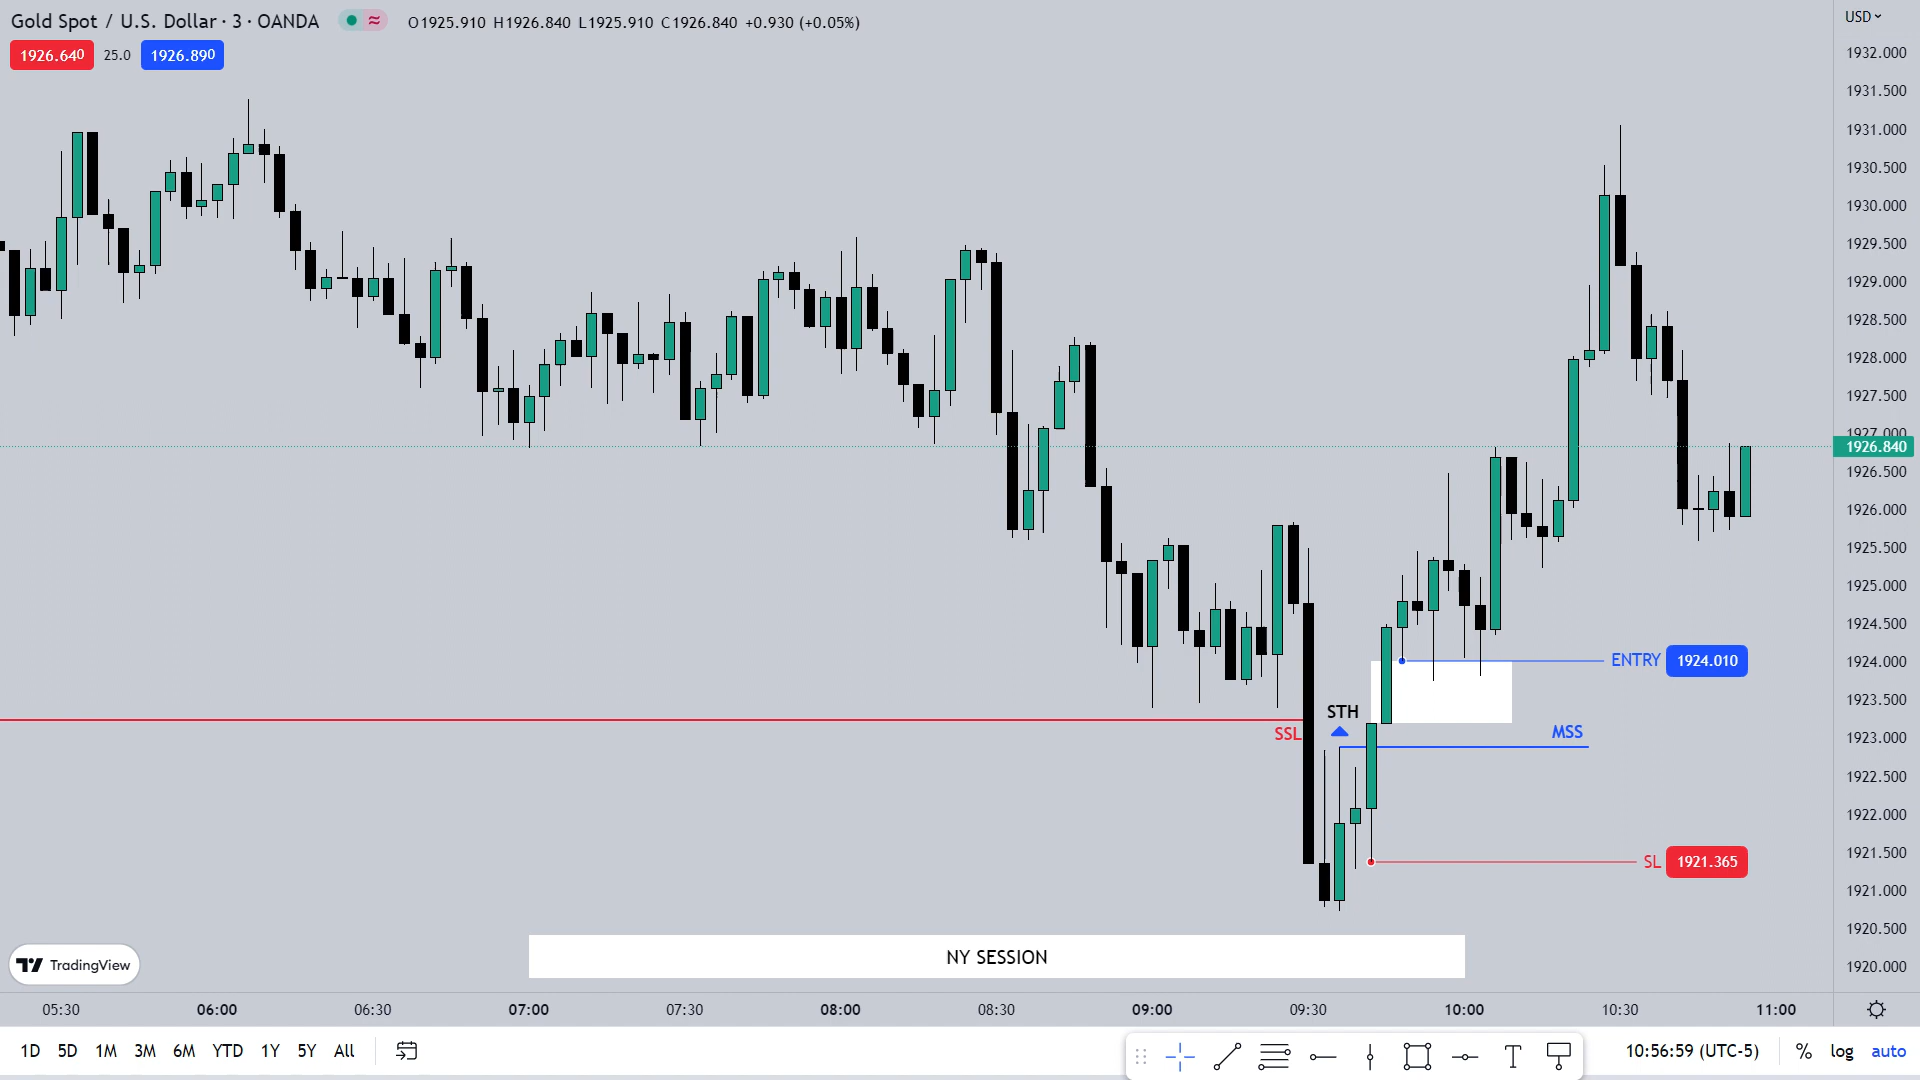 Gold Spot / U.S. Dollar · 3 · OANDA
O1925.910 H1926.840 L1925.910 C1926.840 +0.930 (+0.05%)
USD
1926.640
25.0
1926.890
1932.000
1931.500
1931.000
1930.500
1930.000
1929.500
1929.000
1928.500
1928.000
1927.500
1927.000
1926.840
1926.500
1926.000
1925.500
1925.000
1924.500
1924.000
1923.500
1923.000
1922.500
1922.000
1921.500
1921.000
1920.500
1920.000
ENTRY 1924.010
STH
SSL
MSS
SL 1921.365
NY SESSION
TradingView
05:30 06:00 06:30 07:00 07:30 08:00 08:30 09:00 09:30 10:00 10:30 11:00
1D 5D 1M 3M 6M YTD 1Y 5Y All
T
10:56:59 (UTC-5) % log auto